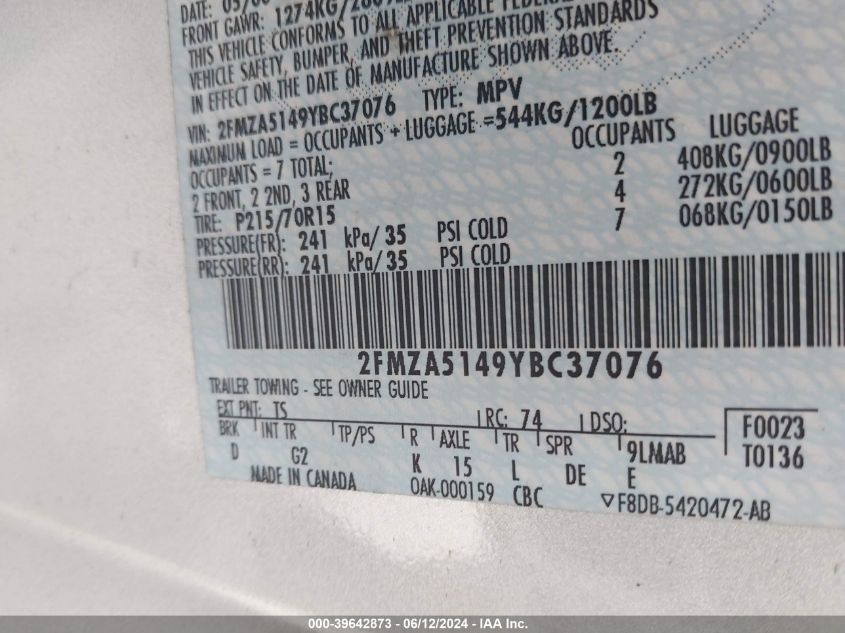 DATE:
FRONT GAWR: 1274KG/
THIS VEHICLE CONFORMS TO ALL APPLICABLE FEDERAL
VEHICLE SAFETY, BUMPER, AND THEFT PREVENTION STANDARDS
IN EFFECT ON THE DATE OF MANUFACTURE SHOWN ABOVE.
VIN: 2FMZA5149YBC37076 TYPE: MPV
MAXIMUM LOAD = OCCUPANTS + LUGGAGE =544KG/1200LB
OCCUPANTS = 7 TOTAL; OCCUPANTS LUGGAGE
2 FRONT, 2 2ND, 3 REAR 2 408KG/0900LB
TIRE: P215/70R15 4 272KG/0600LB
PRESSURE(FR): 241 kPa/ 35 PSI COLD 7 068KG/0150LB
PRESSURE(RR): 241 kPa/ 35 PSI COLD
2FMZA5149YBC37076
TRAILER TOWING - SEE OWNER GUIDE
EXT PNT: TS RC: 74 DSO: F0023
BRK INT TR TP/PS R AXLE TR SPR 9LMAB T0136
D G2 K 15 L DE E
MADE IN CANADA OAK-000159 CBC ▽F8DB-5420472-AB
000-39642873 - 06/12/2024 - IAA Inc.